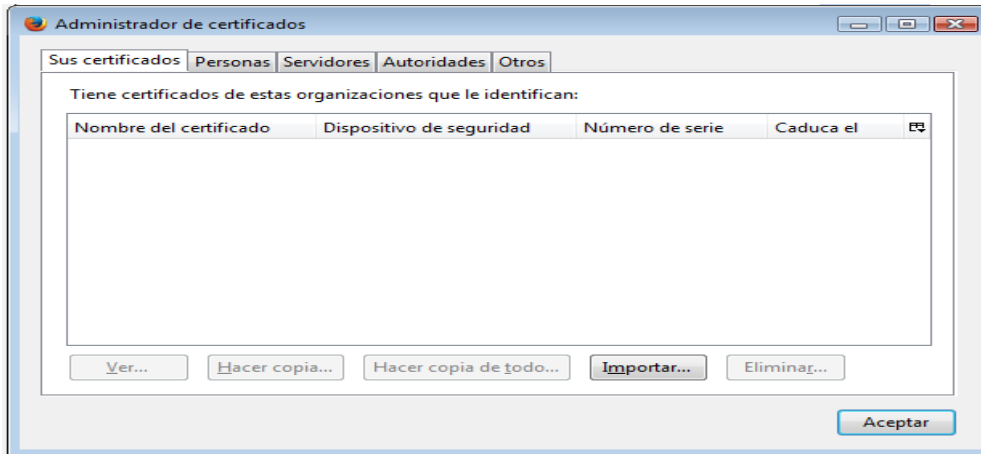 Administrador de certificados
Sus certificados Personas Servidores Autoridades Otros
Tiene certificados de estas organizaciones que le identifican:
Nombre del certificado Dispositivo de seguridad Número de serie Caduca el
Ver... Hacer copia... Hacer copia de todo... Importar... Eliminar...
Aceptar